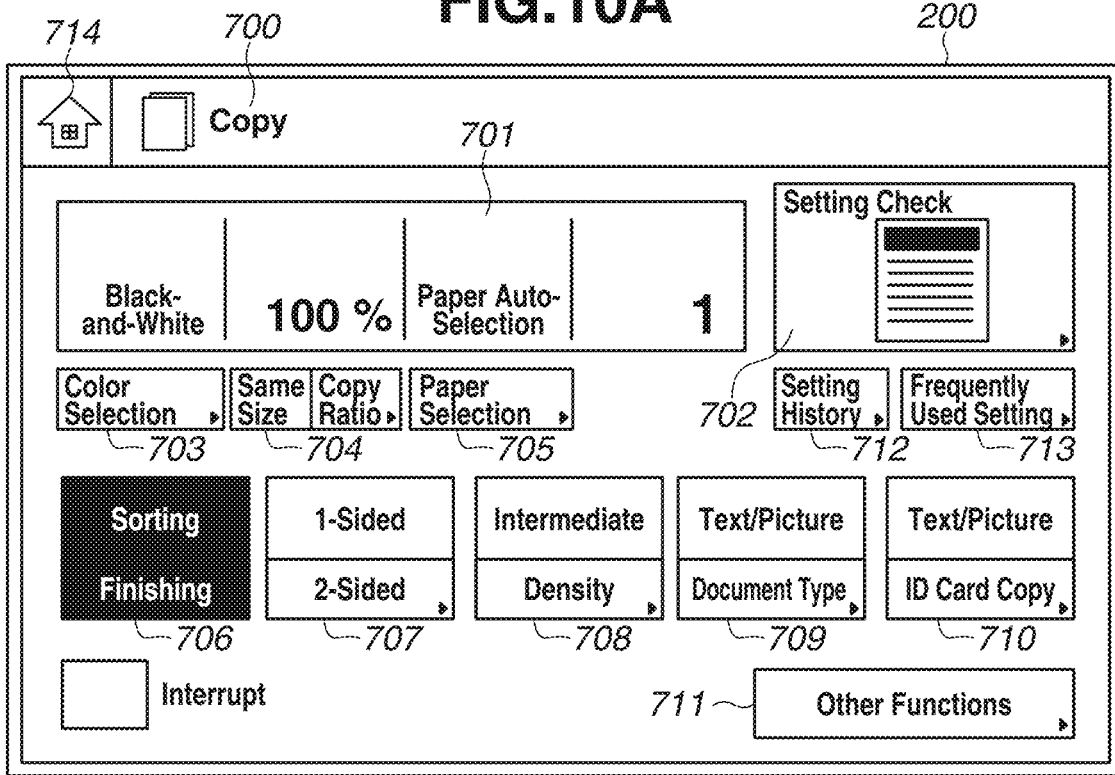 FIG.10A
714
700
200
Copy
701
Setting Check
Black-
and-White
100 %
Paper Auto-
Selection
1
Color
Selection
Same
Size
Copy
Ratio
Paper
Selection
702
Setting
History
Frequently
Used Setting
703
704
705
712
713
Sorting
Finishing
1-Sided
2-Sided
Intermediate
Density
Text/Picture
Document Type
Text/Picture
ID Card Copy
706
707
708
709
710
Interrupt
711
Other Functions